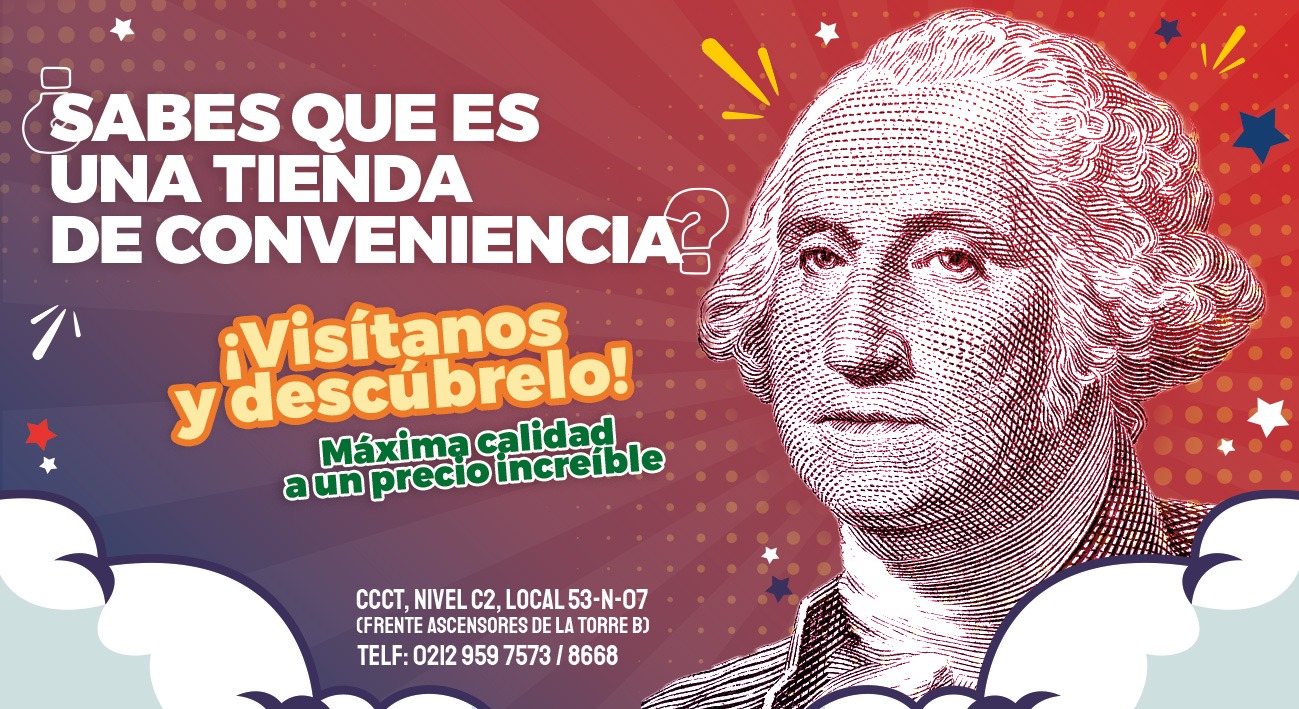 SABES QUE ES
UNA TIENDA
DE CONVENIENCIA?
¡Visítanos
y descúbrelo!
Máxima calidad
a un precio increíble
CCCT, NIVEL C2, LOCAL 53-N-07
(FRENTE ASCENSORES DE LA TORRE B)
TELF: 0212 959 7573 / 8668